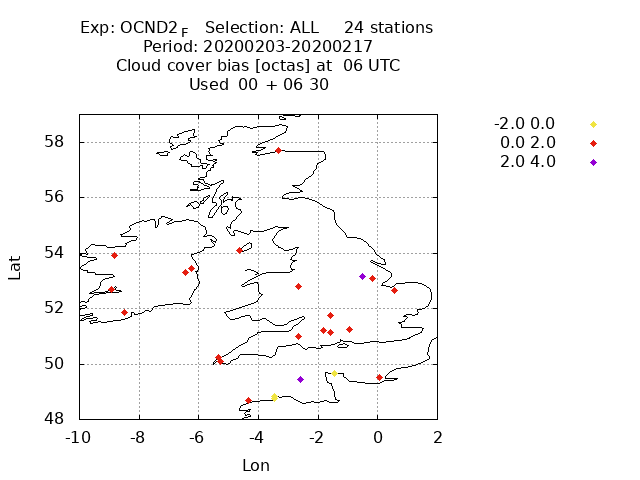 Exp: OCND2 F Selection: ALL 24 stations
Period: 20200203-20200217
Cloud cover bias [octas] at 06 UTC
Used 00 + 06 30
-2.0 0.0
0.0 2.0
2.0 4.0
58
56
54
52
50
48
Lat
-10 -8 -6 -4 -2 0 2
Lon